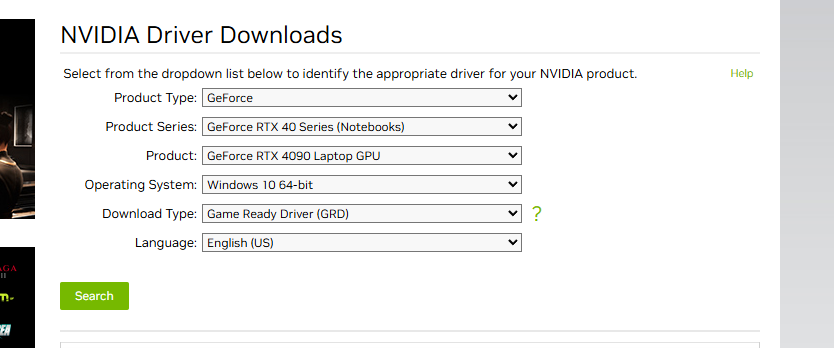 NVIDIA Driver Downloads
Select from the dropdown list below to identify the appropriate driver for your NVIDIA product.
Help
Product Type: GeForce
Product Series: GeForce RTX 40 Series (Notebooks)
Product: GeForce RTX 4090 Laptop GPU
Operating System: Windows 10 64-bit
Download Type: Game Ready Driver (GRD) ?
Language: English (US)
Search
AGA
II